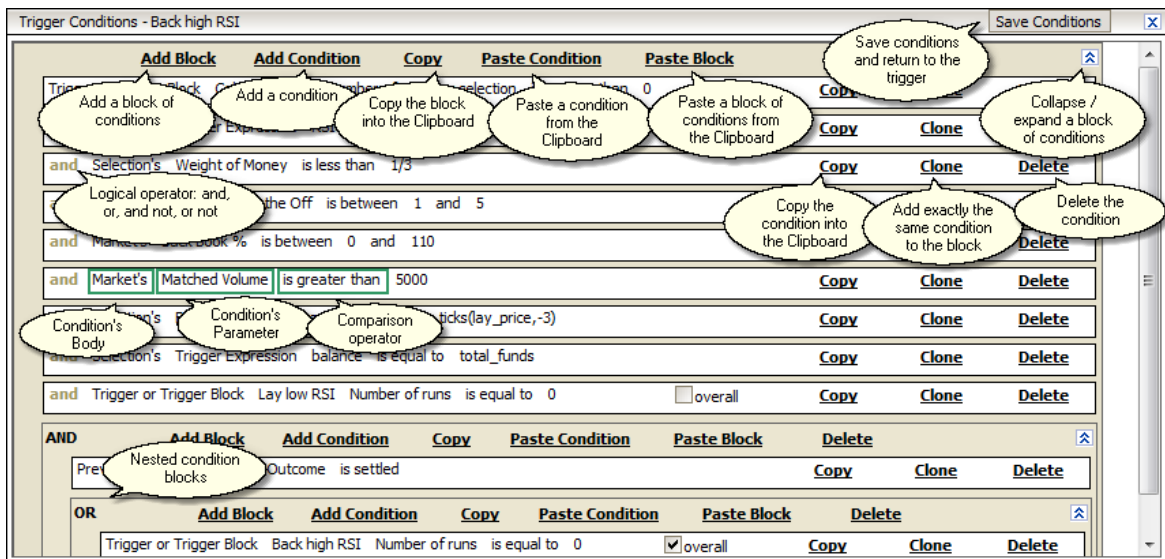 Trigger Conditions - Back high RSI Save Conditions
Add Block Add Condition Copy Paste Condition Paste Block
Save conditions
and return to the
trigger
Add a block of
conditions
Add a condition
Copy the block
into the Clipboard
Paste a condition
from the
Clipboard
Paste a block of
conditions from
the Clipboard
Collapse /
expand a block
of conditions
Block selection 0 Copy
Copy Clone
and Selection's Weight of Money is less than 1/3 Copy Clone Delete
Logical operator: and,
or, and not, or not
the Off is between 1 and 5
Copy the
condition into
the Clipboard
Add exactly the
same condition
to the block
Delete the
condition
and book % is between 0 and 110 Delete
and Market's Matched Volume is greater than 5000 Copy Clone Delete
Condition's
Body
Condition's
Parameter
Comparison
operator
ticks(lay_price,-3) Copy Clone Delete
and Selection's Trigger Expression balance is equal to total_funds Copy Clone Delete
and Trigger or Trigger Block Lay low RSI Number of runs is equal to 0 overall Copy Clone Delete
AND Add Block Add Condition Copy Paste Condition Paste Block Delete
Nested condition
blocks
Outcome is settled Copy Clone Delete
OR Add Block Add Condition Copy Paste Condition Paste Block Delete
Trigger or Trigger Block Back high RSI Number of runs is equal to 0 overall Copy Clone Delete